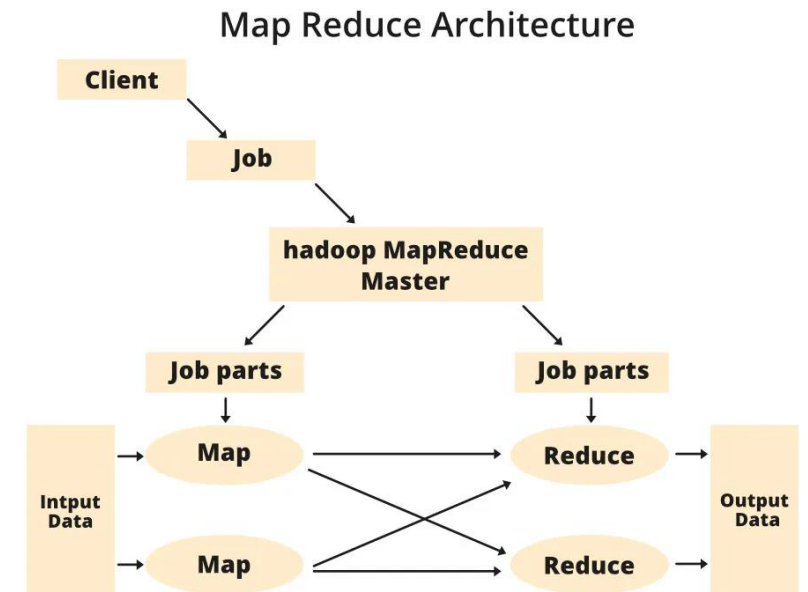 Map Reduce Architecture
Client
Job
hadoop MapReduce
Master
Job parts
Job parts
Map
Reduce
Intput
Data
Output
Data
Map
Reduce